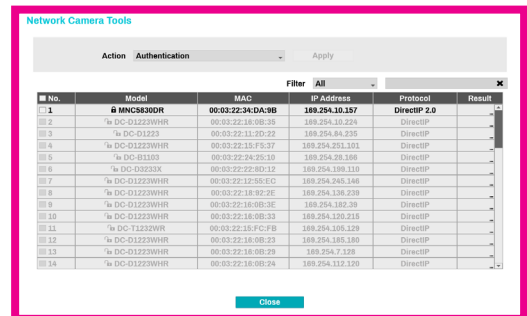 Network Camera Tools
Action Authentication Apply
Filter All
No. Model MAC IP Address Protocol Result
1 MNC5830DR 00:03:22:34:DA:9B 169.254.10.157 DirectIP 2.0
2 DC-D1223WHR 00:03:22:16:0B:35 169.254.10.224 DirectIP
3 DC-D1223 00:03:22:11:2D:22 169.254.84.235 DirectIP
4 DC-D1223WHR 00:03:22:15:F5:37 169.254.251.101 DirectIP
5 DC-B1103 00:03:22:24:25:10 169.254.28.166 DirectIP
6 DC-D3233X 00:03:22:22:8D:12 169.254.199.110 DirectIP
7 DC-D1223WHR 00:03:22:12:55:EC 169.254.245.146 DirectIP
8 DC-D1223WHR 00:03:22:18:92:2E 169.254.136.239 DirectIP
9 DC-D1223WHR 00:03:22:16:0B:3E 169.254.182.39 DirectIP
10 DC-D1223WHR 00:03:22:16:0B:33 169.254.120.215 DirectIP
11 DC-T1232WR 00:03:22:15:FC:FB 169.254.105.129 DirectIP
12 DC-D1223WHR 00:03:22:16:0B:23 169.254.185.180 DirectIP
13 DC-D1223WHR 00:03:22:16:0B:29 169.254.7.128 DirectIP
14 DC-D1223WHR 00:03:22:16:0B:24 169.254.112.120 DirectIP
Close